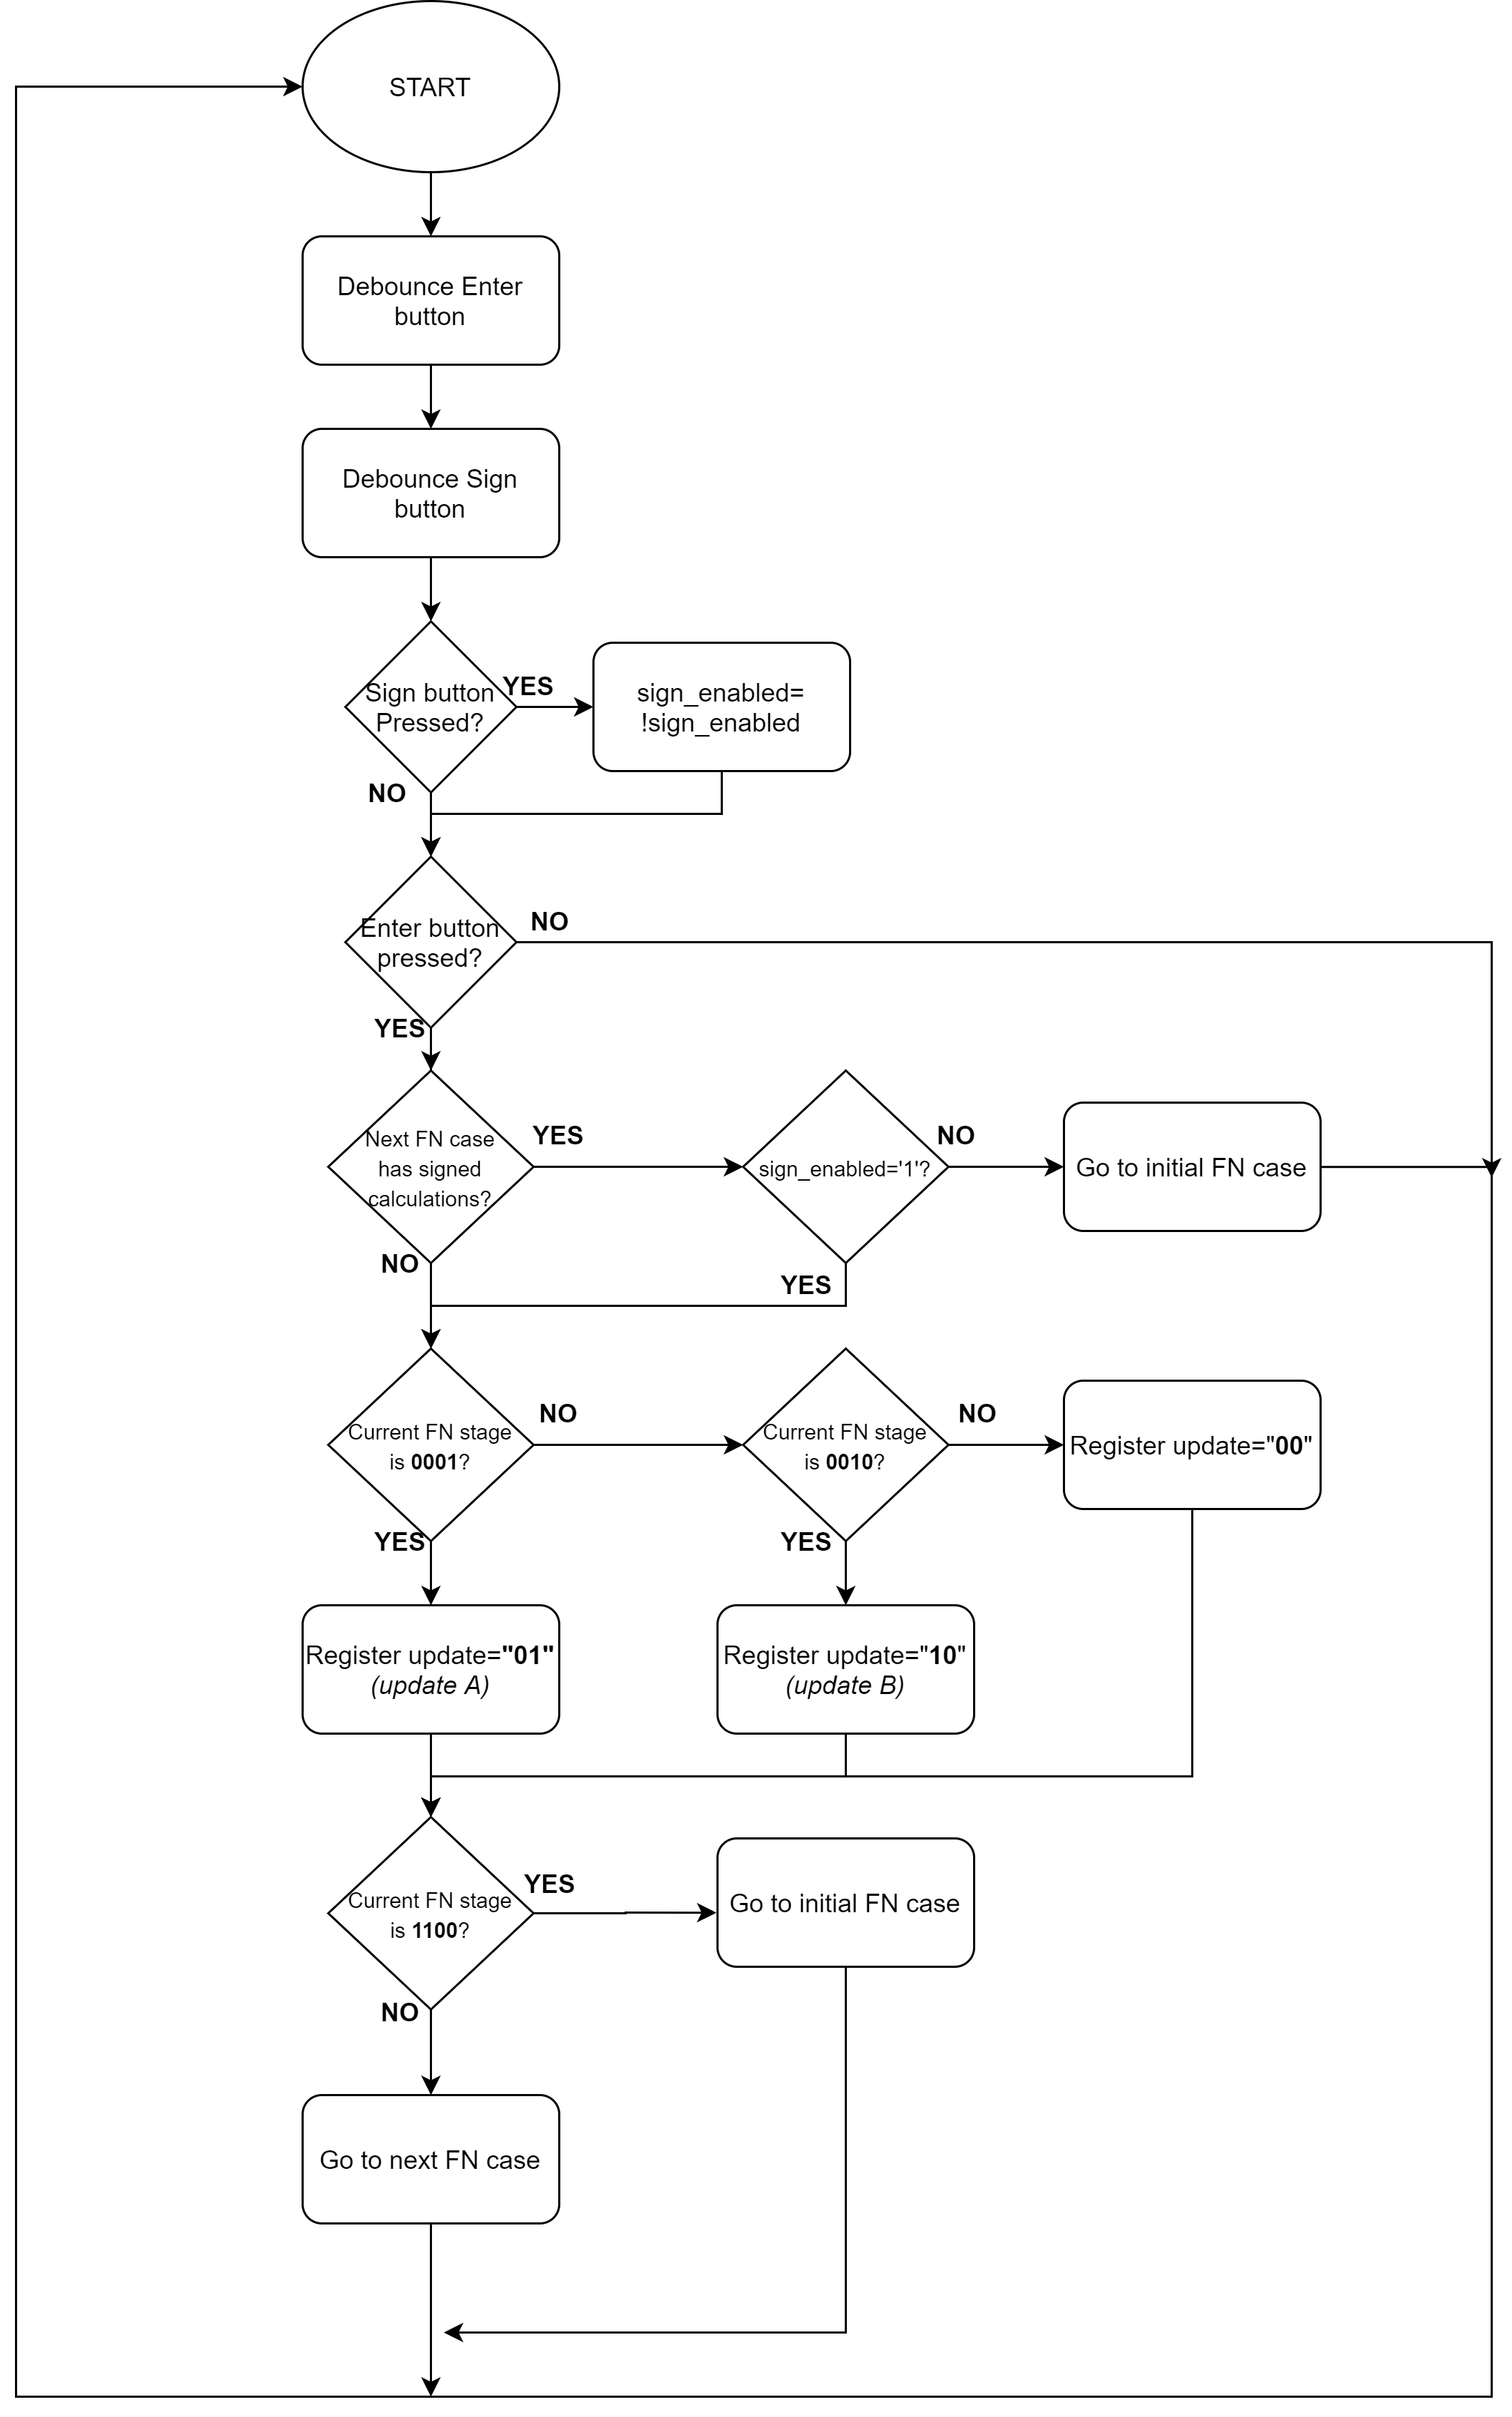 START
Debounce Enter
button
Debounce Sign
button
Sign button
Pressed?
YES
sign_enabled=
!sign_enabled
NO
Enter button
pressed?
NO
YES
Next FN case
has signed
calculations?
YES
sign_enabled='1'?
NO
Go to initial FN case
NO
YES
Current FN stage
is 0001?
NO
Current FN stage
is 0010?
NO
Register update="00"
YES
YES
Register update="01"
(update A)
Register update="10"
(update B)
Current FN stage
is 1100?
YES
Go to initial FN case
NO
Go to next FN case